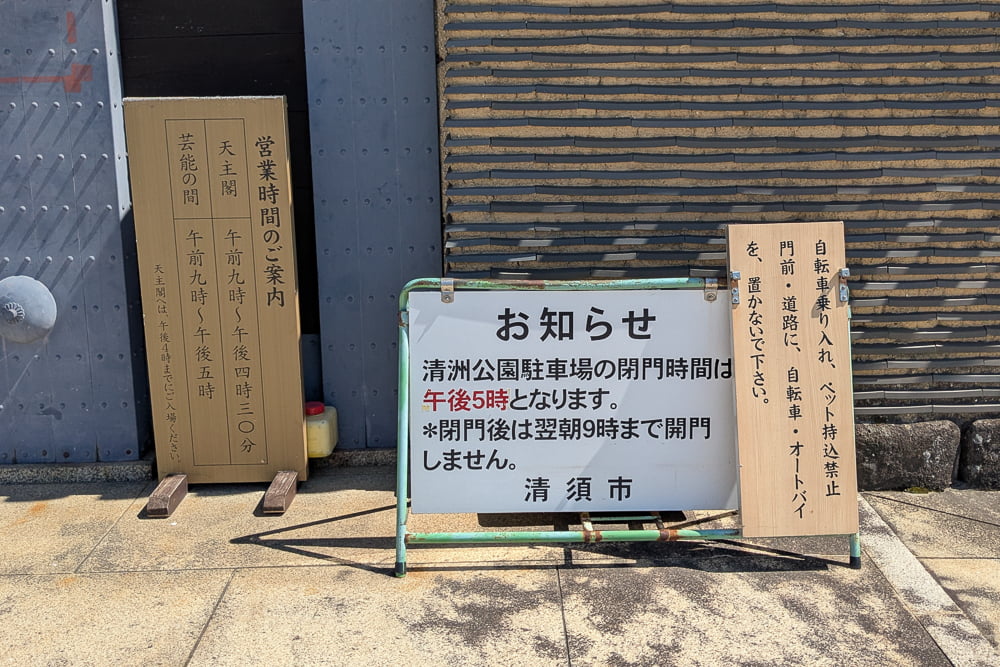 営業時間のご案内
天主閣 午前九時～午後四時三〇分
芸能の間 午前九時～午後五時
天主閣へは、午後4時までにご入場ください。
お知らせ
清洲公園駐車場の閉門時間は
午後5時となります。
*閉門後は翌朝9時まで開門
しません。
清須市
自転車乗り入れ、ペット持込禁止
門前・道路に、自転車・オートバイ
を、置かないで下さい。